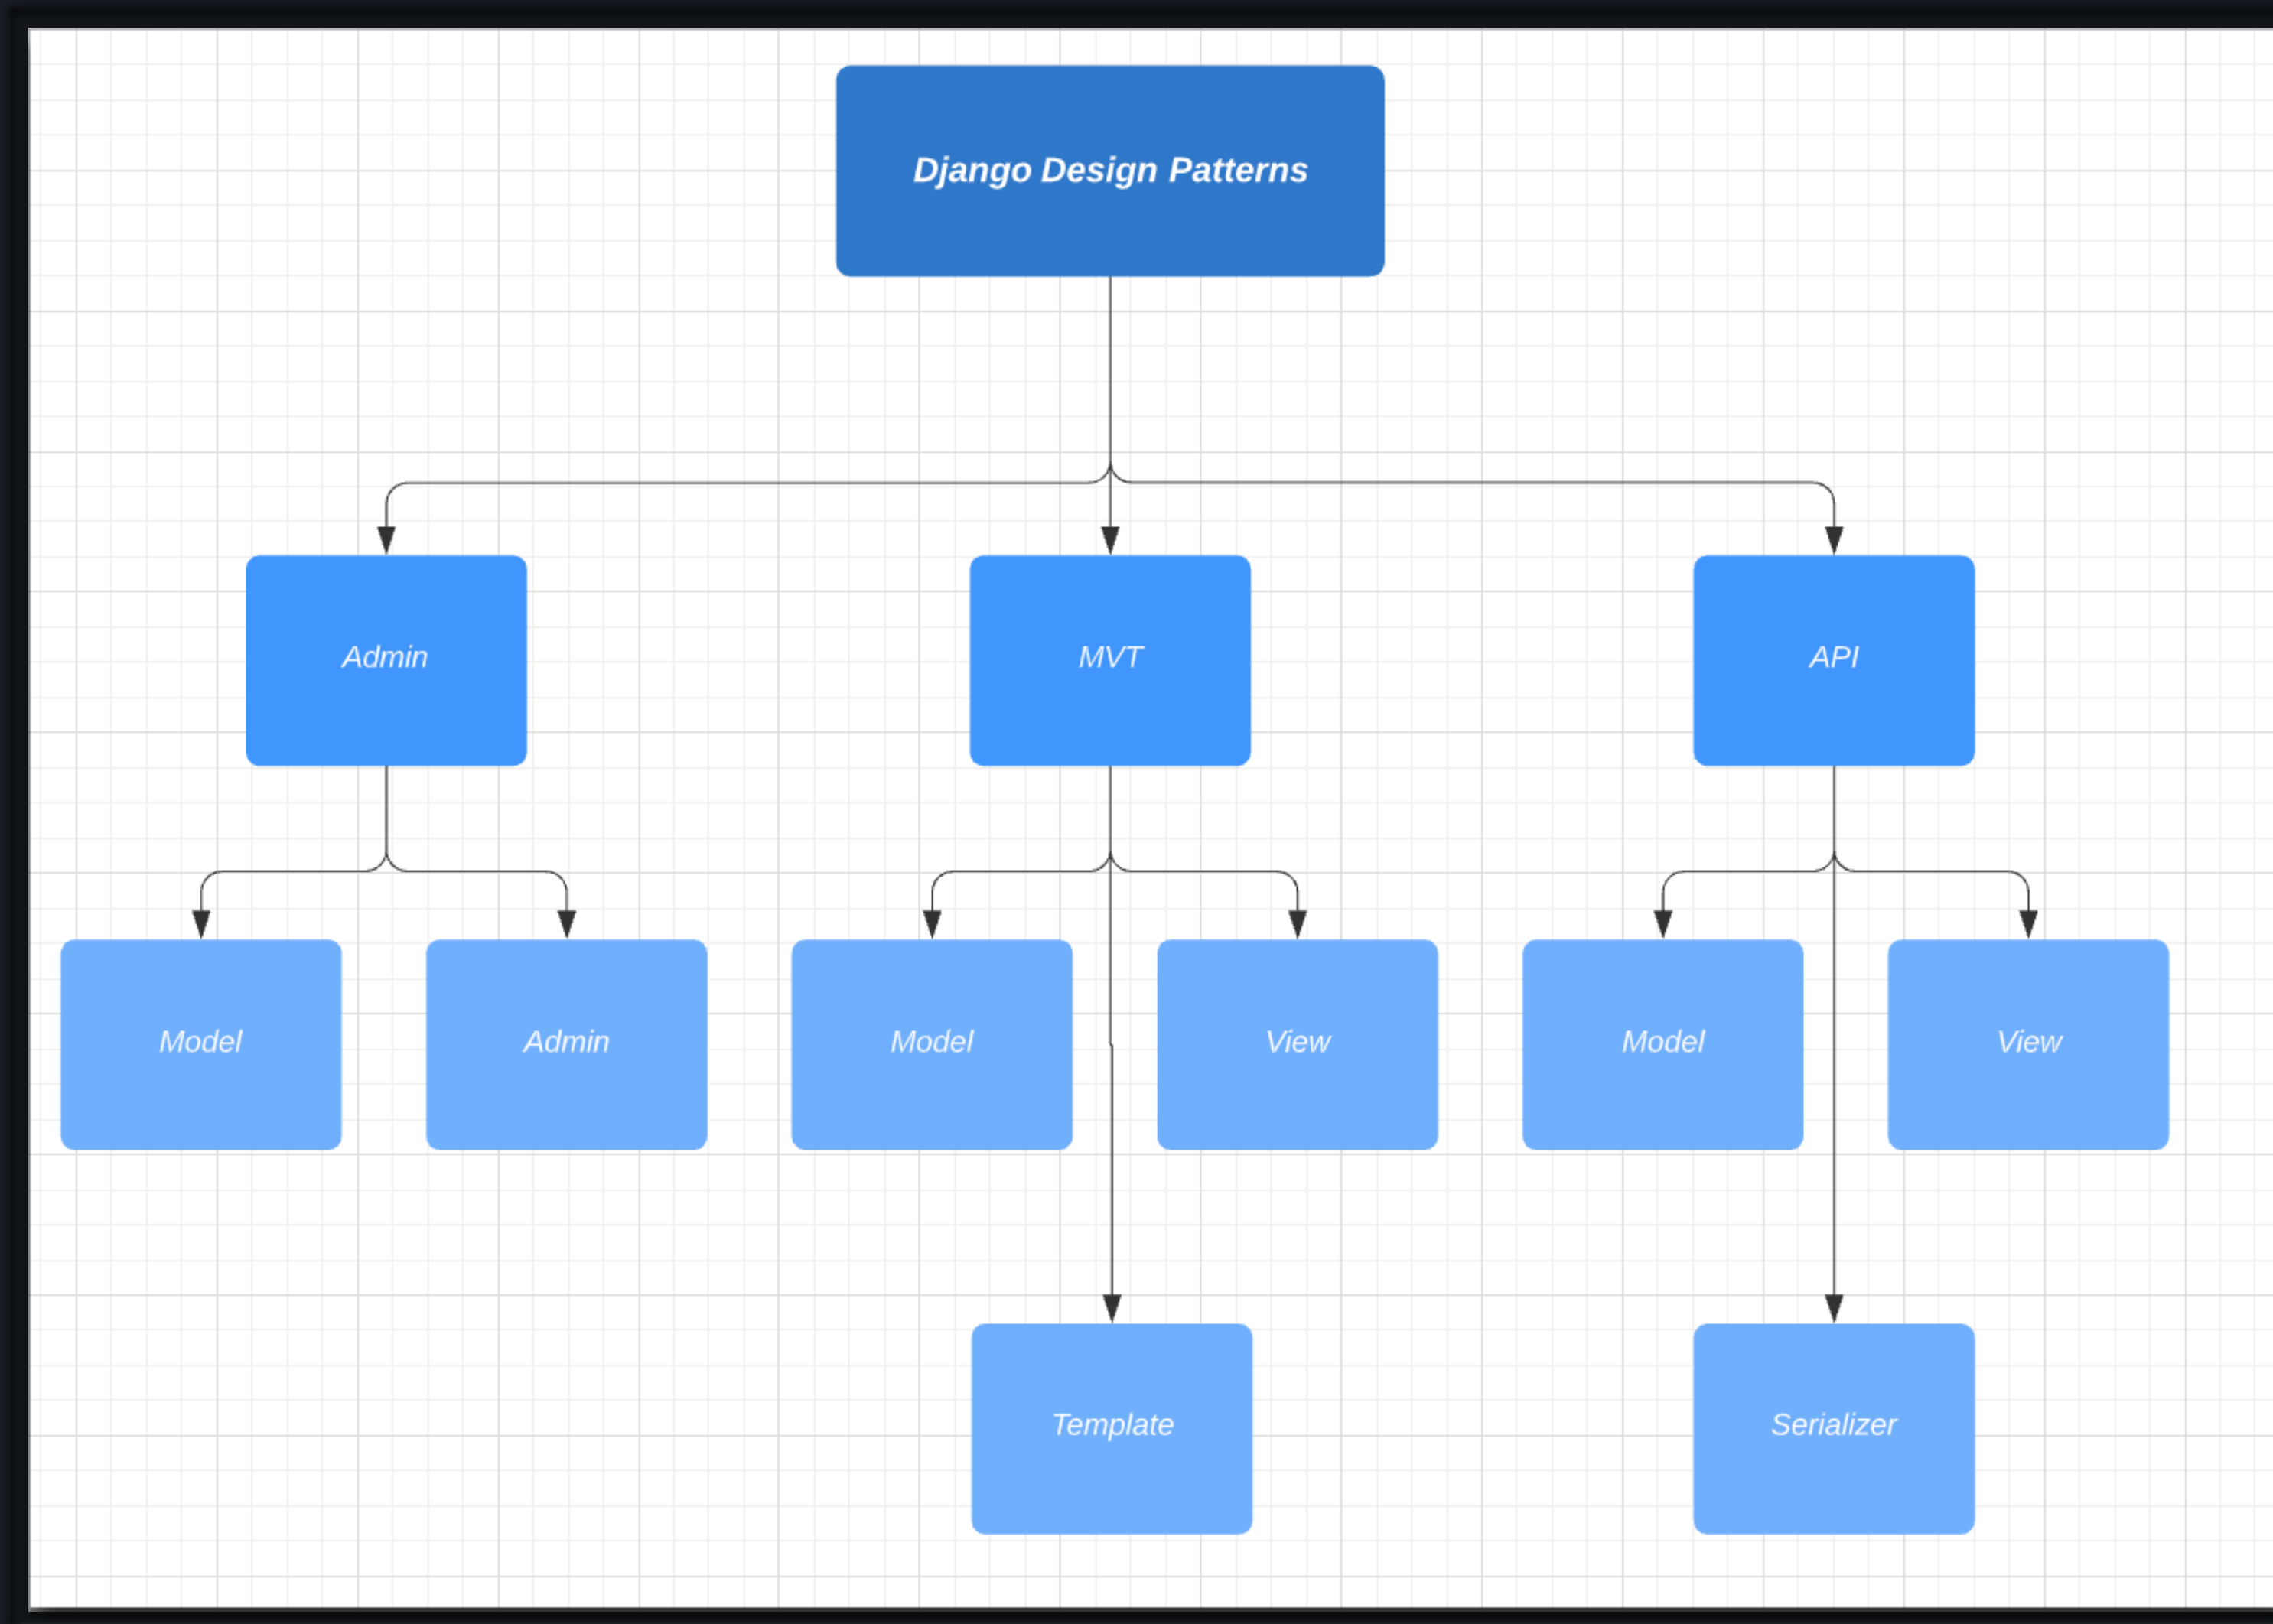 Django Design Patterns
Admin
MVT
API
Model
Admin
Model
View
Model
View
Template
Serializer